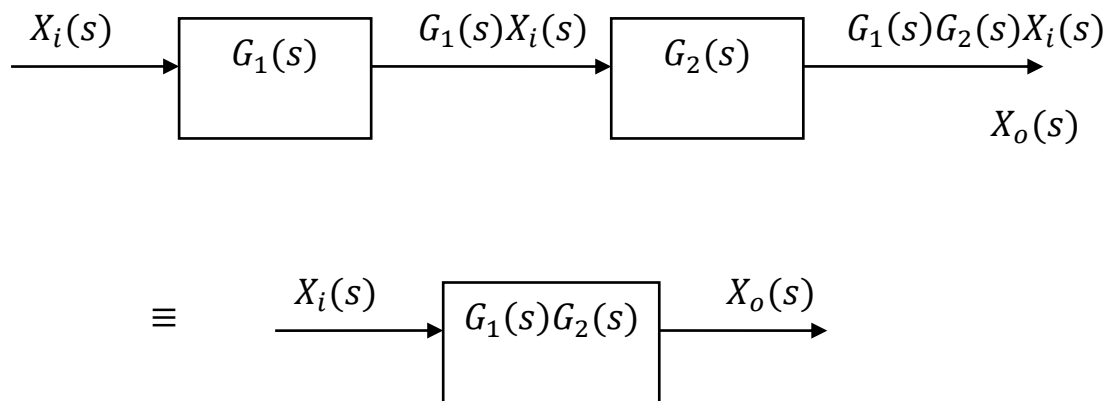 Xᵢ(s) G₁(s) G₁(s)Xᵢ(s) G₂(s) G₁(s)G₂(s)Xᵢ(s)
Xₒ(s)
≡ Xᵢ(s) G₁(s)G₂(s) Xₒ(s)